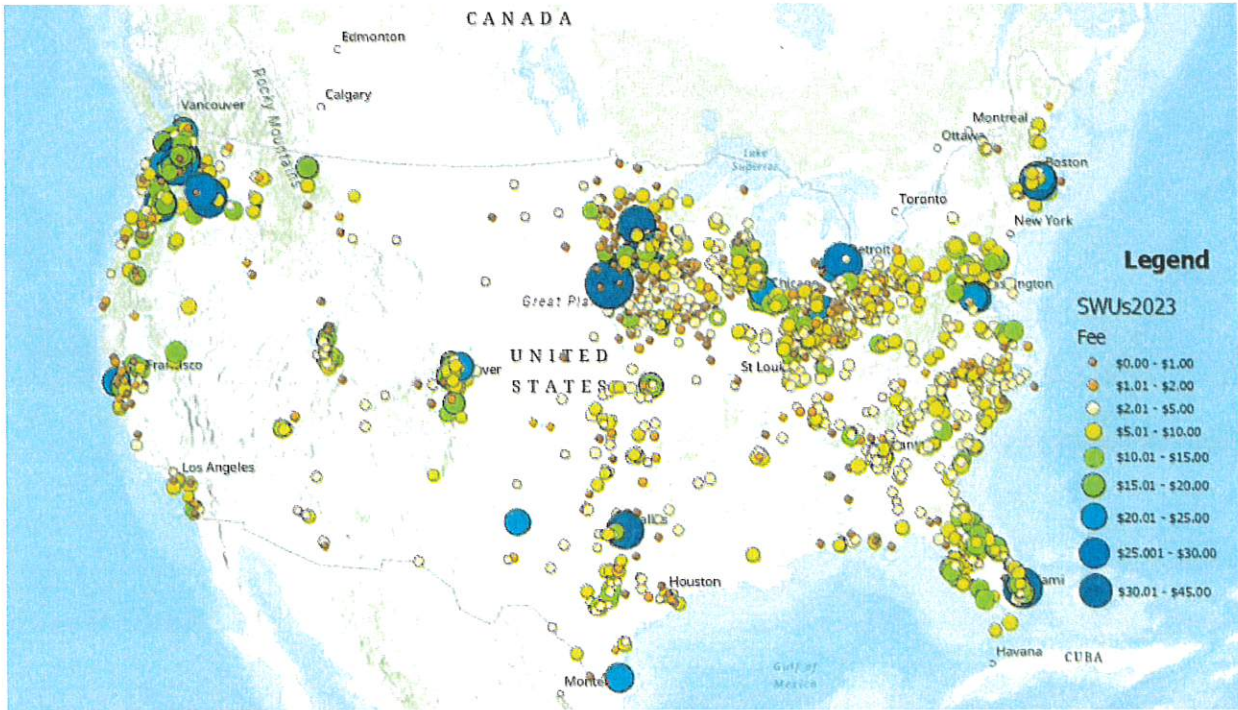 CANADA
Edmonton
Calgary
Vancouver
Rocky Mountains
Montreal
Ottawa
Lake
Superior
Boston
Toronto
New York
Detroit
Chicago
Great
UNITED
STATES
St Loui
Los Angeles
Houston
Havana
CUBA
Gulf of
Mexico
Legend
SWUs2023
Fee
$0.00 - $1.00
$1.01 - $2.00
$2.01 - $5.00
$5.01 - $10.00
$10.01 - $15.00
$15.01 - $20.00
$20.01 - $25.00
$25.001 - $30.00
$30.01 - $45.00